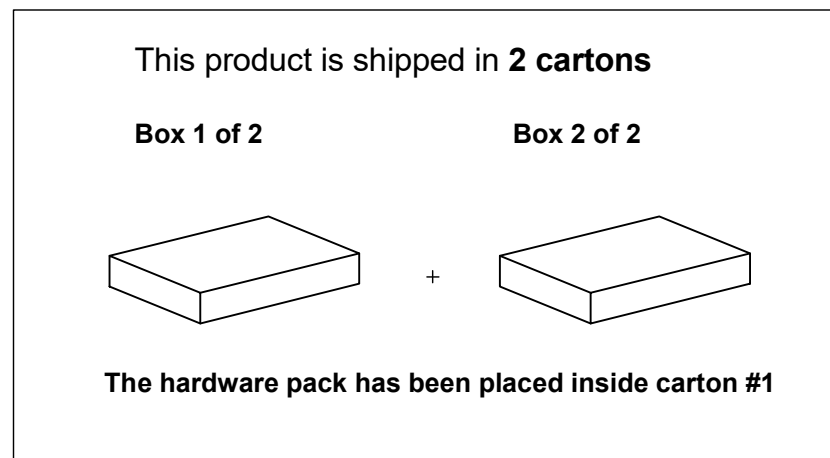 This product is shipped in 2 cartons
Box 1 of 2
Box 2 of 2
+
The hardware pack has been placed inside carton #1